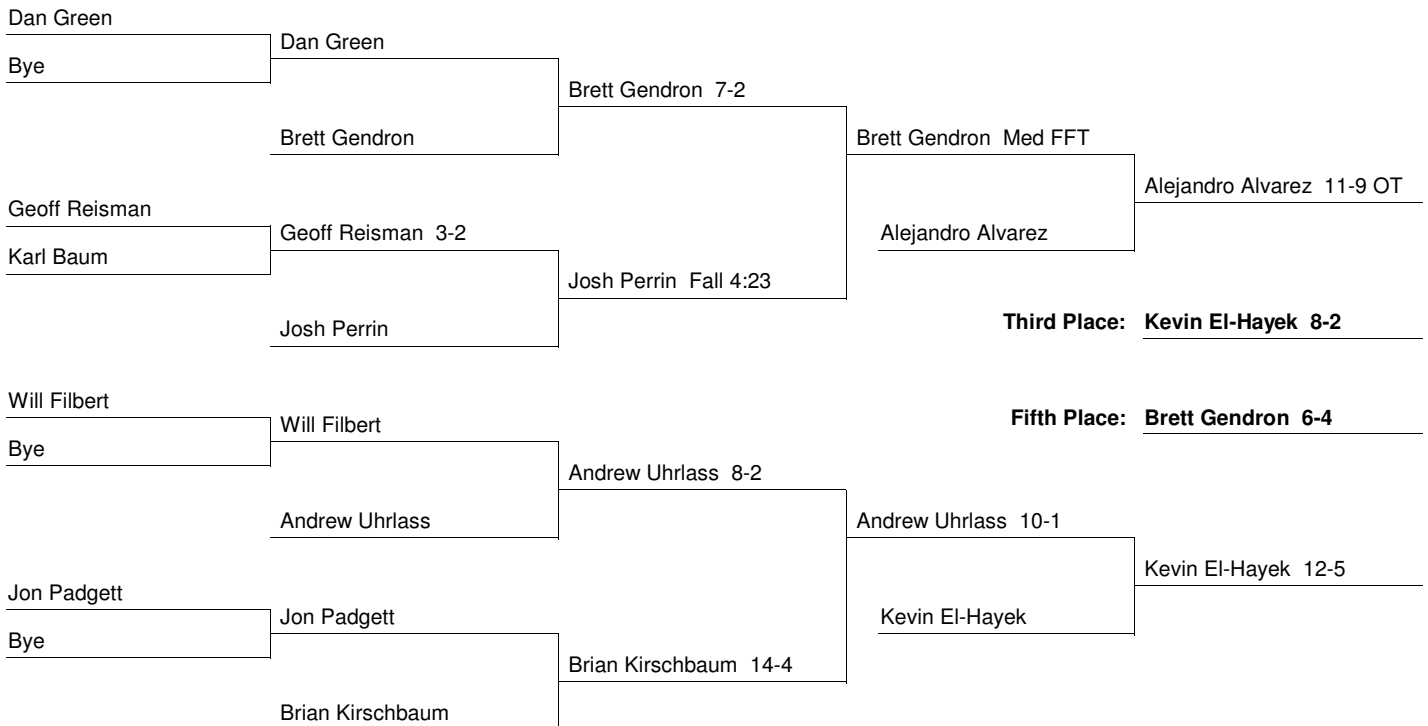 Dan Green
Dan Green
Bye
Brett Gendron  7-2
Brett Gendron
Brett Gendron  Med FFT
Alejandro Alvarez  11-9 OT
Geoff Reisman
Geoff Reisman  3-2
Alejandro Alvarez
Karl Baum
Josh Perrin  Fall 4:23
Josh Perrin
Third Place: Kevin El-Hayek  8-2
Will Filbert
Will Filbert
Fifth Place: Brett Gendron  6-4
Bye
Andrew Uhrlass  8-2
Andrew Uhrlass
Andrew Uhrlass  10-1
Kevin El-Hayek  12-5
Jon Padgett
Jon Padgett
Kevin El-Hayek
Bye
Brian Kirschbaum  14-4
Brian Kirschbaum